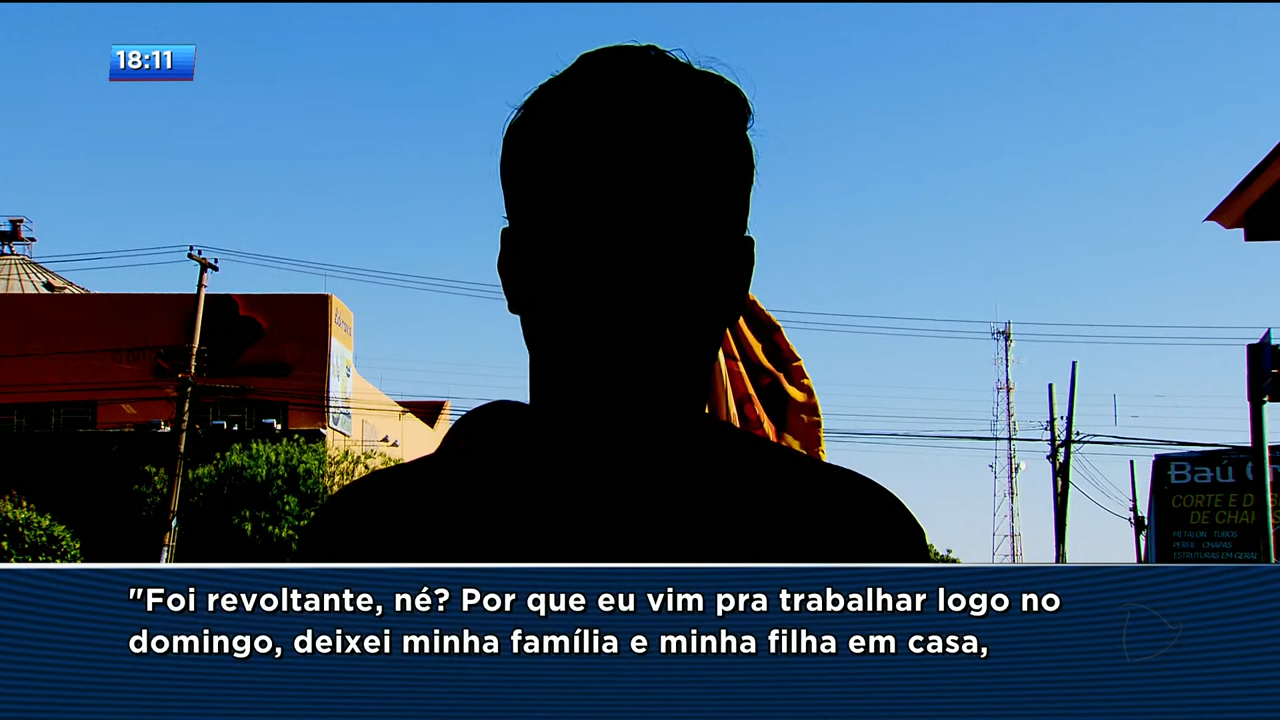 18:11
Baú
CORTE E D
DE CHA
METALON TUBOS
PERFIL CHAPAS
ESTRUTURAS EM GERAL
"Foi revoltante, né? Por que eu vim pra trabalhar logo no
domingo, deixei minha família e minha filha em casa,